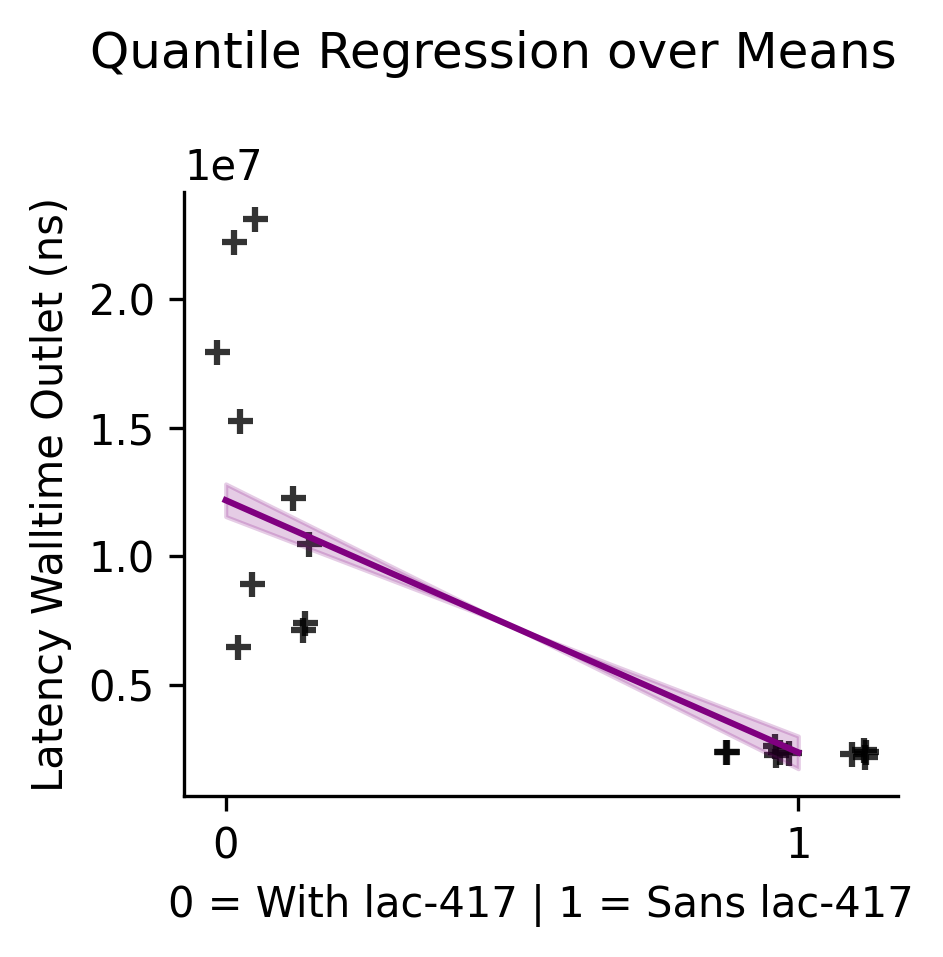 Quantile Regression over Means
1e7
Latency Walltime Outlet (ns)
2.0
1.5
1.0
0.5
0 1
0 = With lac-417 | 1 = Sans lac-417